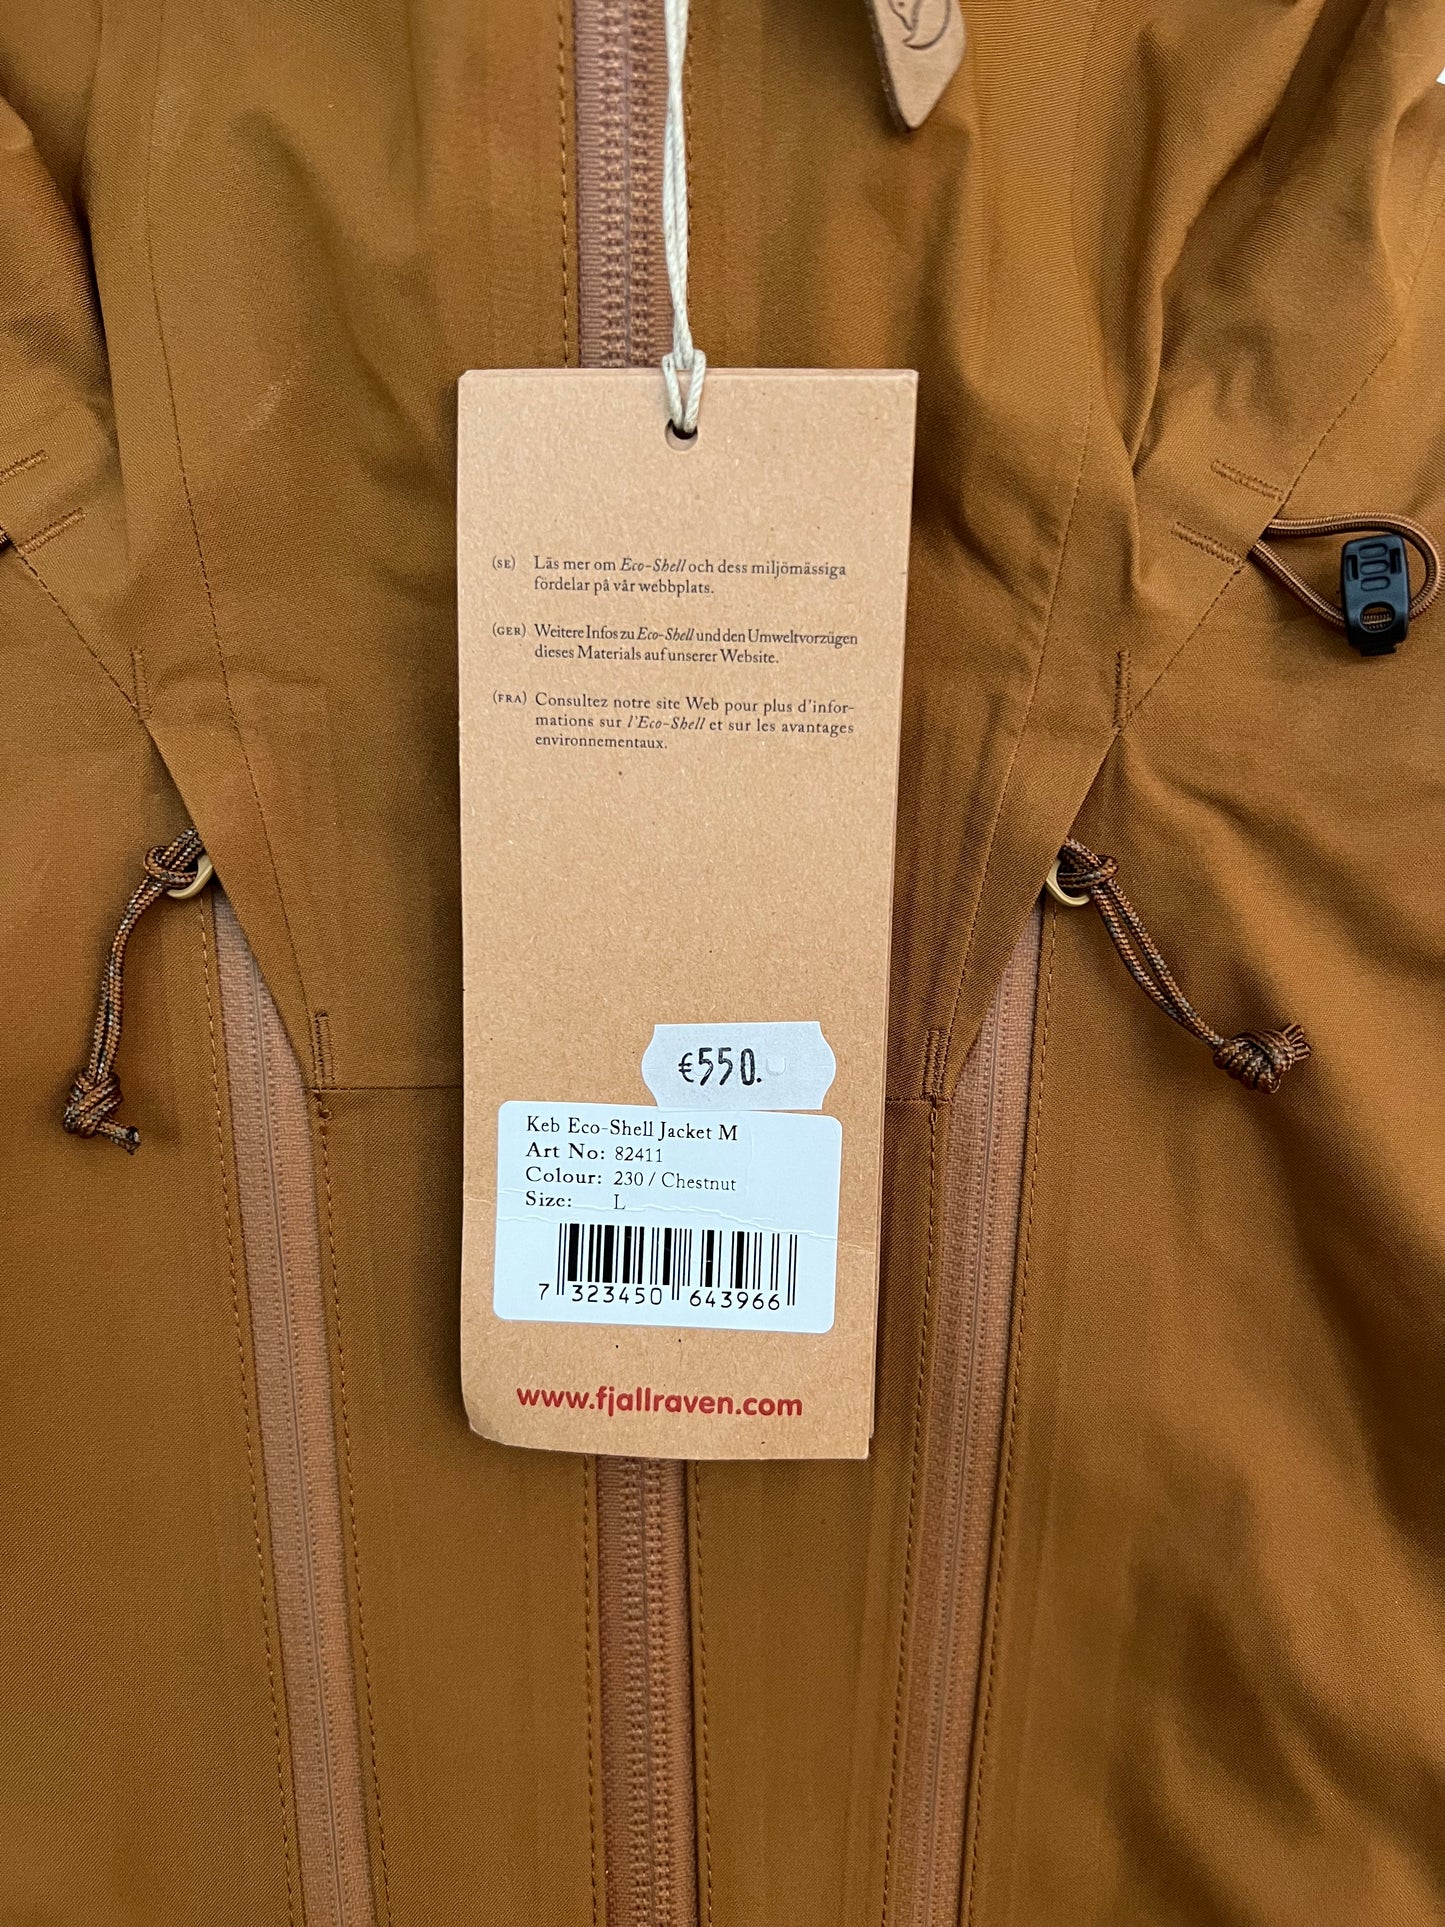 (SE) Läs mer om Eco-Shell och dess miljömässiga
fördelar på vår webbplats.
(GER) Weitere Infos zu Eco-Shell und den Umweltvorzügen
dieses Materials auf unserer Website.
(FRA) Consultez notre site Web pour plus d'infor-
mations sur l'Eco-Shell et sur les avantages
environnementaux.
€550.
Keb Eco-Shell Jacket M
Art No: 82411
Colour: 230 / Chestnut
Size: L
7 323450 643966
www.fjallraven.com